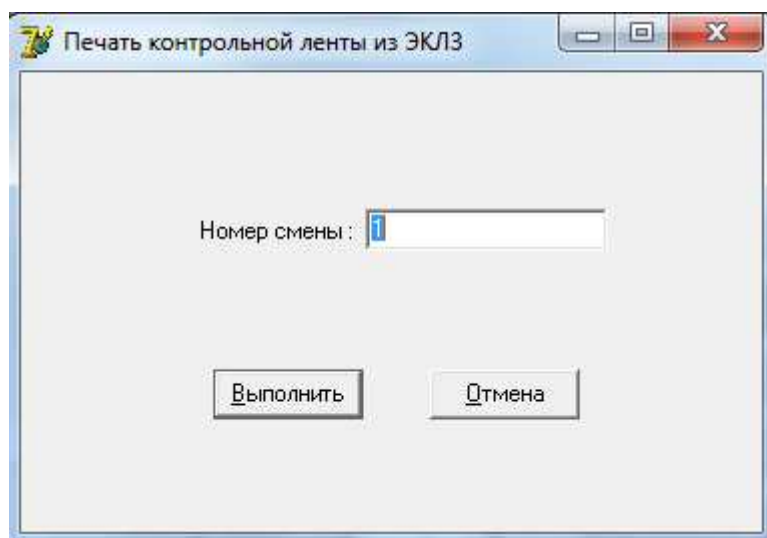 Печать контрольной ленты из ЭКЛЗ
Номер смены : 1
Выполнить
Отмена